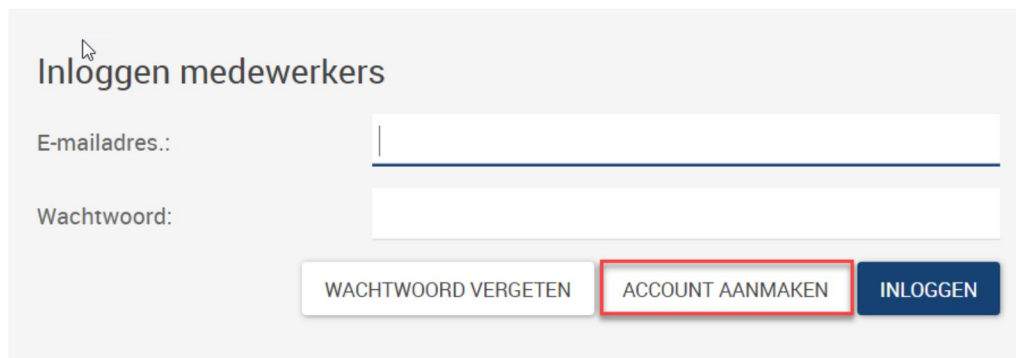 Inloggen medewerkers
E-mailadres.:
Wachtwoord:
WACHTWOORD VERGETEN ACCOUNT AANMAKEN INLOGGEN